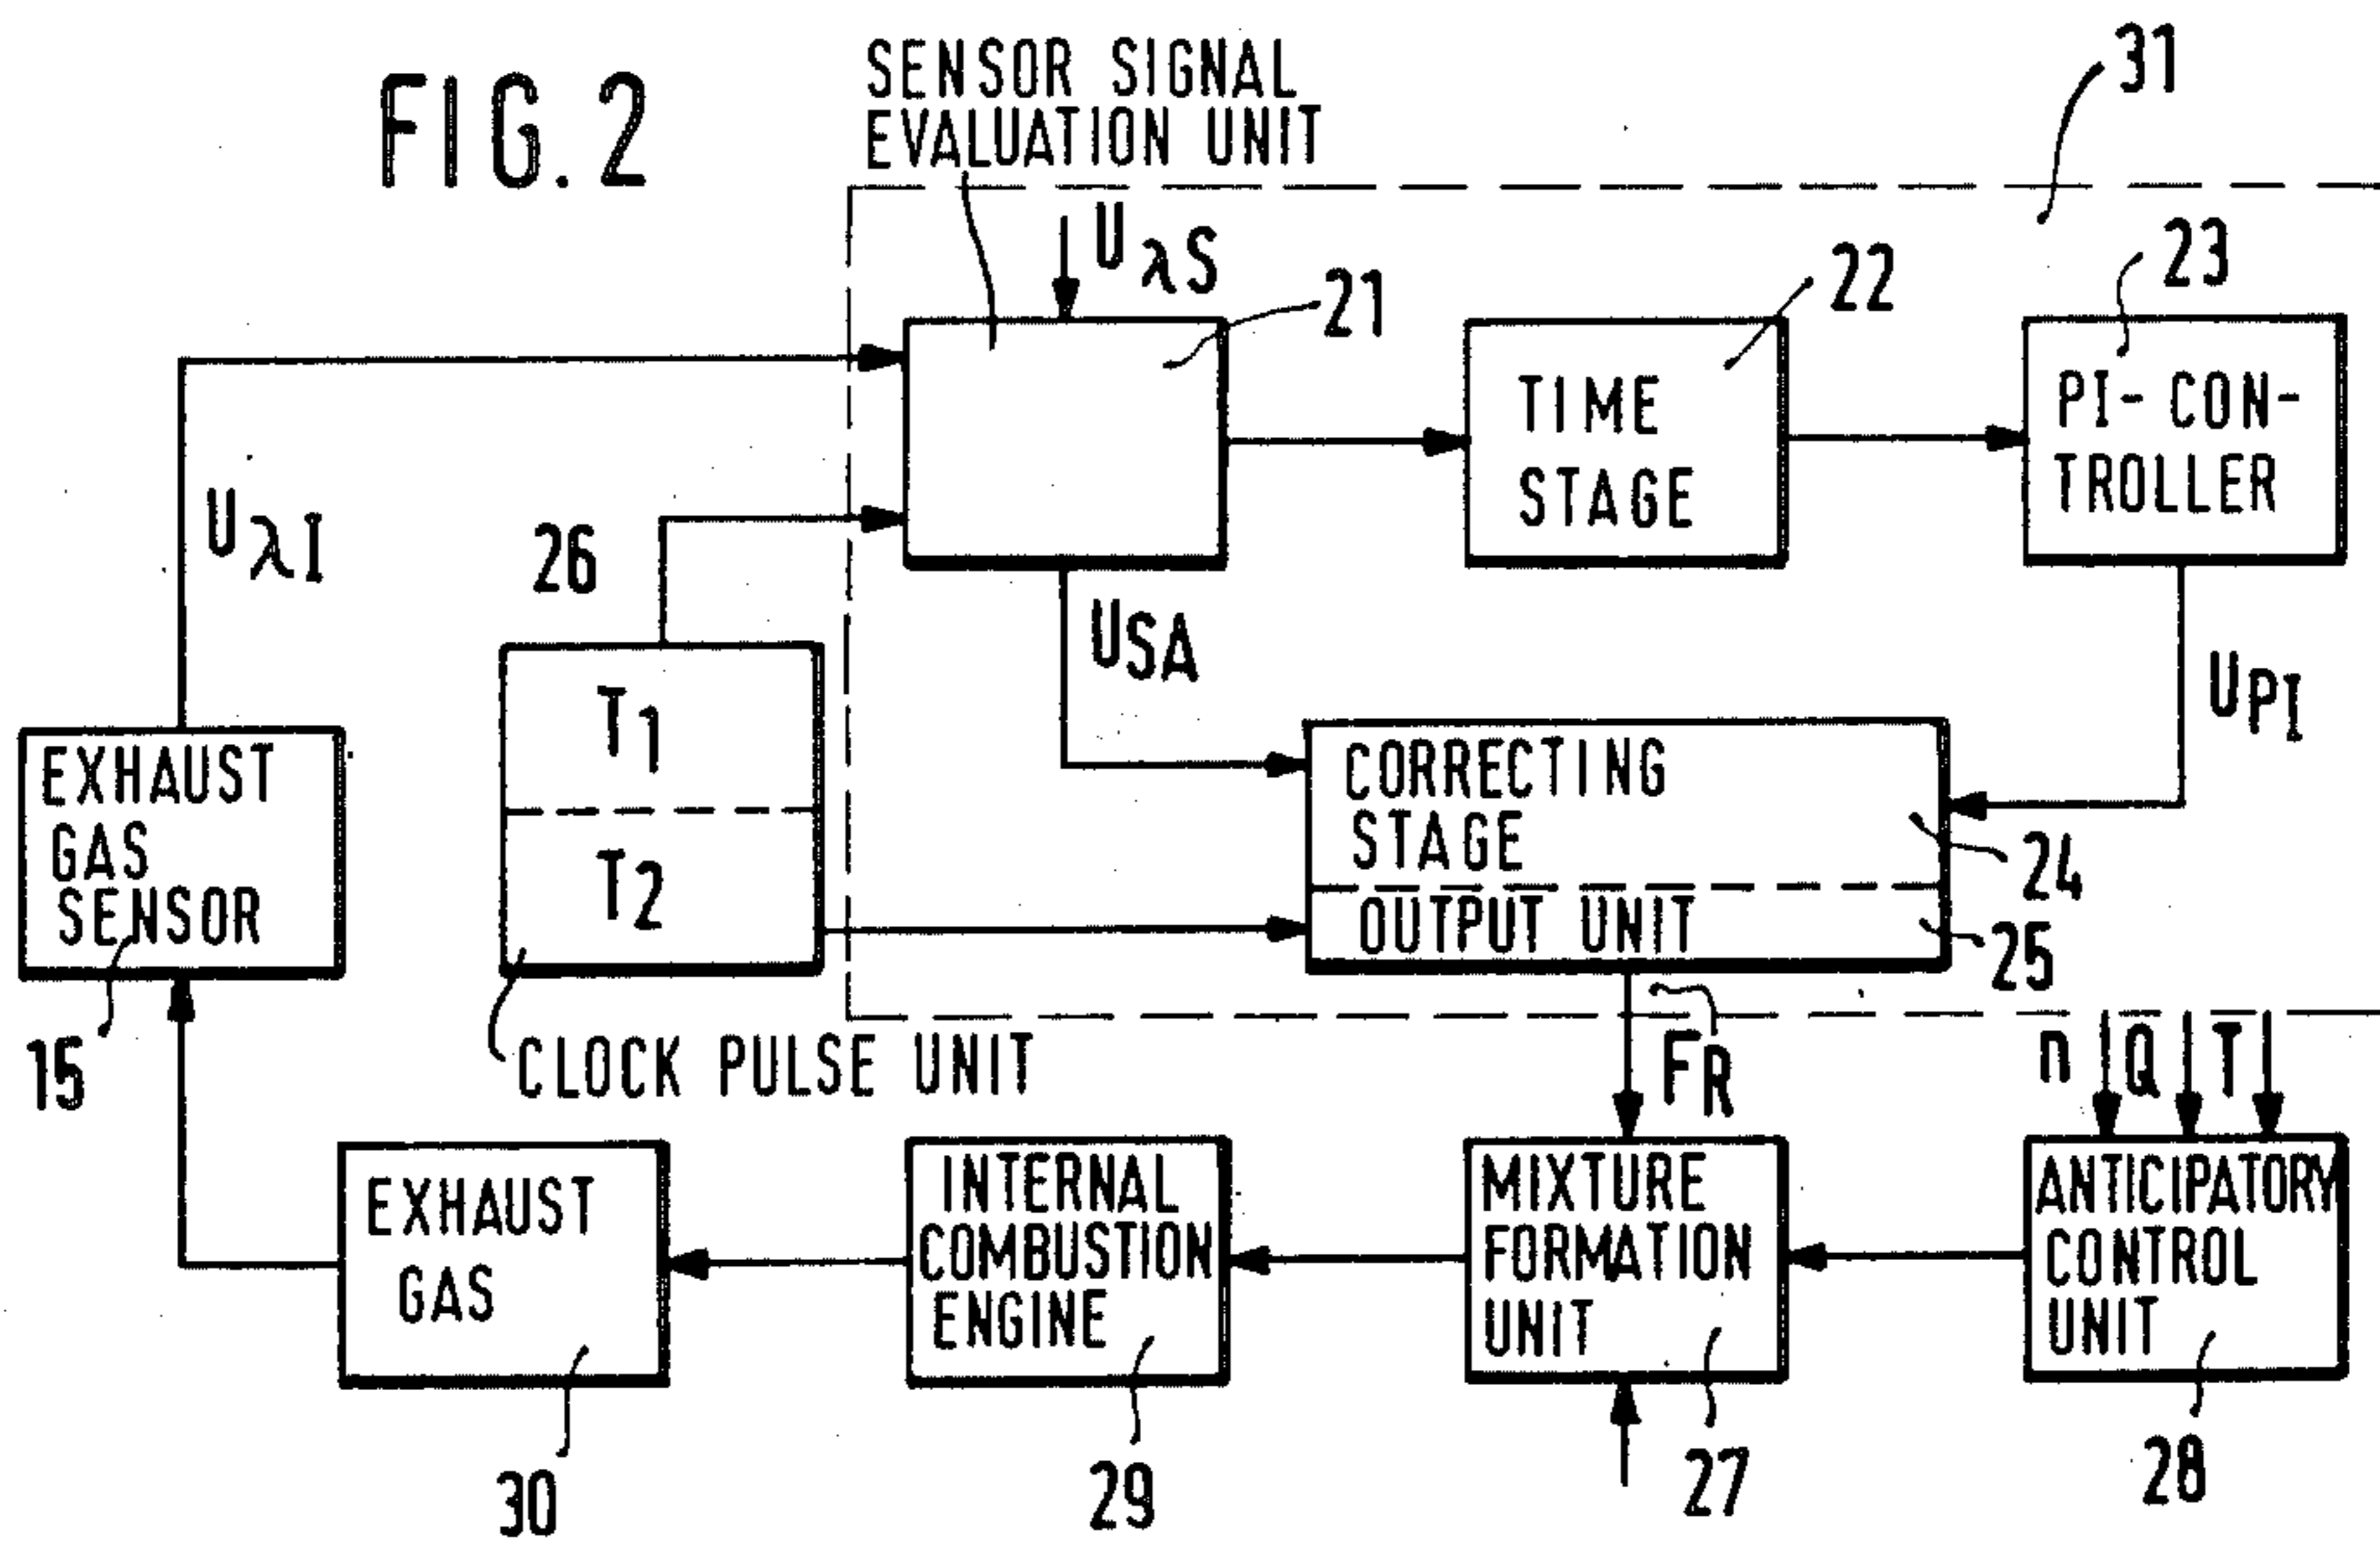 FIG. 2
SENSOR SIGNAL
EVALUATION UNIT
31
UλS
21
22
23
TIME
STAGE
PI-CON-
TROLLER
UλI
26
USA
UPI
T1
T2
EXHAUST
GAS
SENSOR
CORRECTING
STAGE
OUTPUT UNIT
24
25
15
CLOCK PULSE UNIT
FR
n
Q
T
EXHAUST
GAS
INTERNAL
COMBUSTION
ENGINE
MIXTURE
FORMATION
UNIT
ANTICIPATORY
CONTROL
UNIT
30
29
27
28